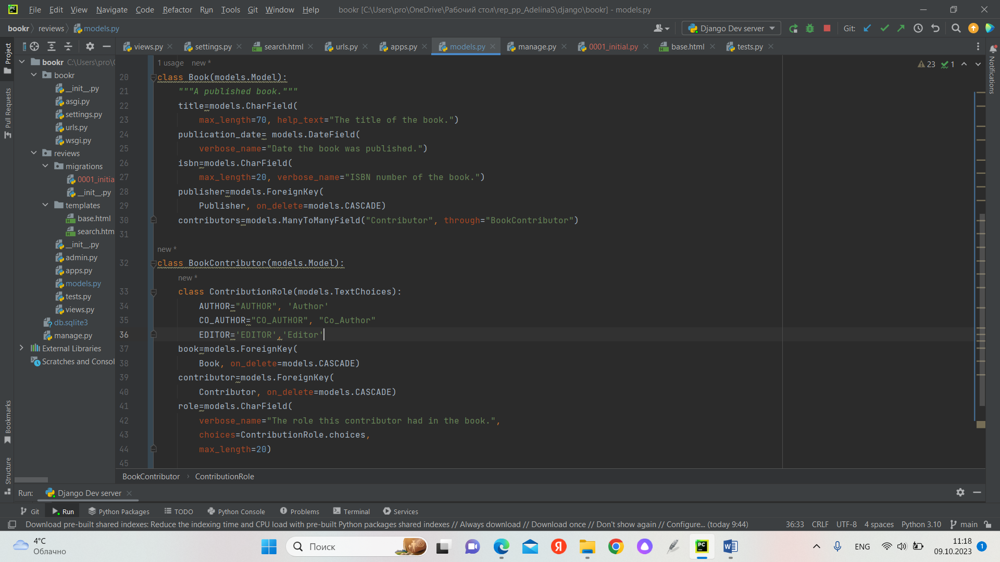 File Edit View Navigate Code Refactor Run Tools Git Window Help bookr [C:\Users\pro\OneDrive\Рабочий стол\rep_pp_AdelinaS\django\bookr] - models.py
bookr reviews models.py Django Dev server Git:
views.py settings.py search.html urls.py apps.py models.py manage.py 0001_initial.py base.html tests.py
Project
Pull Requests
Bookmarks
Structure
Notifications
bookr C:\Users\pro\
bookr
__init__.py
asgi.py
settings.py
urls.py
wsgi.py
reviews
migrations
0001_initia
__init__.py
templates
base.html
search.htm
__init__.py
admin.py
apps.py
models.py
tests.py
views.py
db.sqlite3
manage.py
External Libraries
Scratches and Consol
23 1
1 usage new *
20 class Book(models.Model):
21 """A published book."""
22 title=models.CharField(
23 max_length=70, help_text="The title of the book.")
24 publication_date= models.DateField(
25 verbose_name="Date the book was published.")
26 isbn=models.CharField(
27 max_length=20, verbose_name="ISBN number of the book.")
28 publisher=models.ForeignKey(
29 Publisher, on_delete=models.CASCADE)
30 contributors=models.ManyToManyField("Contributor", through="BookContributor")
31
new *
32 class BookContributor(models.Model):
new *
33 class ContributionRole(models.TextChoices):
34 AUTHOR="AUTHOR", 'Author'
35 CO_AUTHOR="CO_AUTHOR", "Co_Author"
36 EDITOR='EDITOR','Editor'
37 book=models.ForeignKey(
38 Book, on_delete=models.CASCADE)
39 contributor=models.ForeignKey(
40 Contributor, on_delete=models.CASCADE)
41 role=models.CharField(
42 verbose_name="The role this contributor had in the book.",
43 choices=ContributionRole.choices,
44 max_length=20)
45
BookContributor › ContributionRole
Run: Django Dev server
Git Run Python Packages TODO Python Console Problems Terminal Services
Download pre-built shared indexes: Reduce the indexing time and CPU load with pre-built Python packages shared indexes // Always download // Download once // Don't show again // Configure... (today 9:44) 36:33 CRLF UTF-8 4 spaces Python 3.10 main
4°C
Облачно
Поиск
ENG
11:18
09.10.2023
1